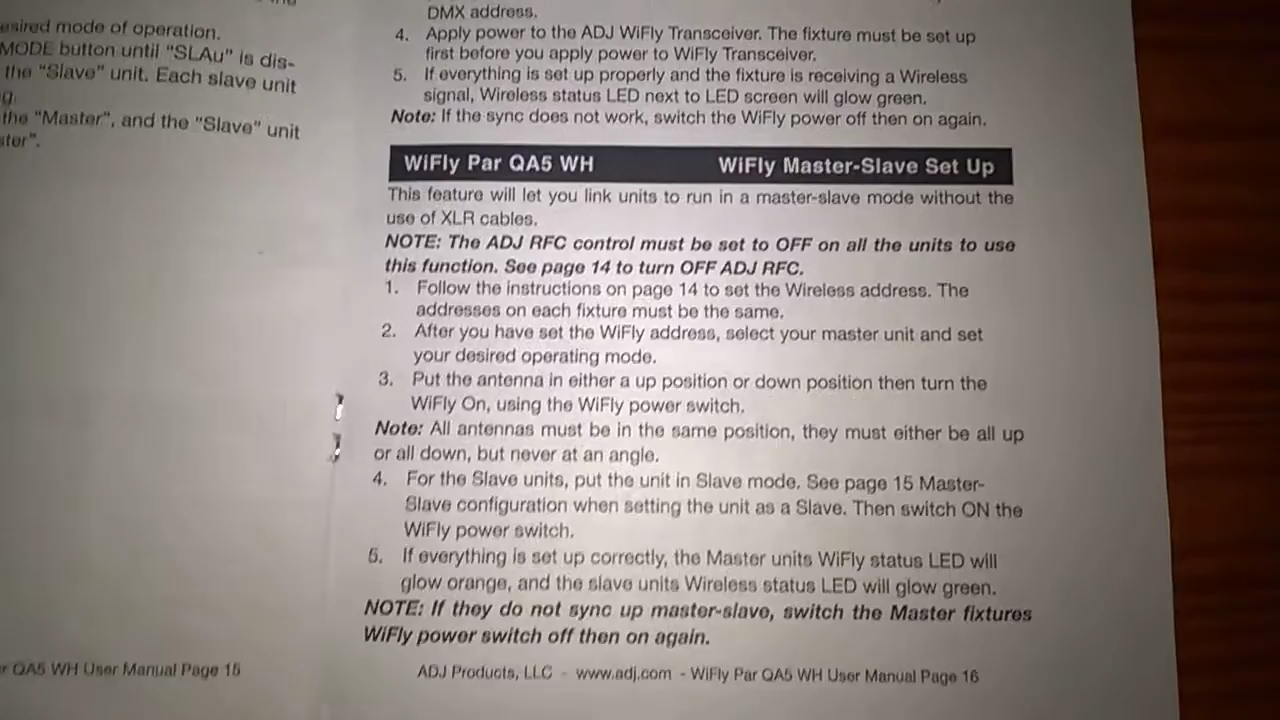 esired mode of operation.
MODE button until "SLAu" is dis-
the "Slave" unit. Each slave unit
g.
the "Master", and the "Slave" unit
ster".
QA5 WH User Manual Page 15
DMX address.
4. Apply power to the ADJ WiFly Transceiver. The fixture must be set up
first before you apply power to WiFly Transceiver.
5. If everything is set up properly and the fixture is receiving a Wireless
signal, Wireless status LED next to LED screen will glow green.
Note: If the sync does not work, switch the WiFly power off then on again.
WiFly Par QA5 WH WiFly Master-Slave Set Up
This feature will let you link units to run in a master-slave mode without the
use of XLR cables.
NOTE: The ADJ RFC control must be set to OFF on all the units to use
this function. See page 14 to turn OFF ADJ RFC.
1. Follow the instructions on page 14 to set the Wireless address. The
addresses on each fixture must be the same.
2. After you have set the WiFly address, select your master unit and set
your desired operating mode.
3. Put the antenna in either a up position or down position then turn the
WiFly On, using the WiFly power switch.
Note: All antennas must be in the same position, they must either be all up
or all down, but never at an angle.
4. For the Slave units, put the unit in Slave mode. See page 15 Master-
Slave configuration when setting the unit as a Slave. Then switch ON the
WiFly power switch.
5. If everything is set up correctly, the Master units WiFly status LED will
glow orange, and the slave units Wireless status LED will glow green.
NOTE: If they do not sync up master-slave, switch the Master fixtures
WiFly power switch off then on again.
ADJ Products, LLC - www.adj.com - WiFly Par QA5 WH User Manual Page 16